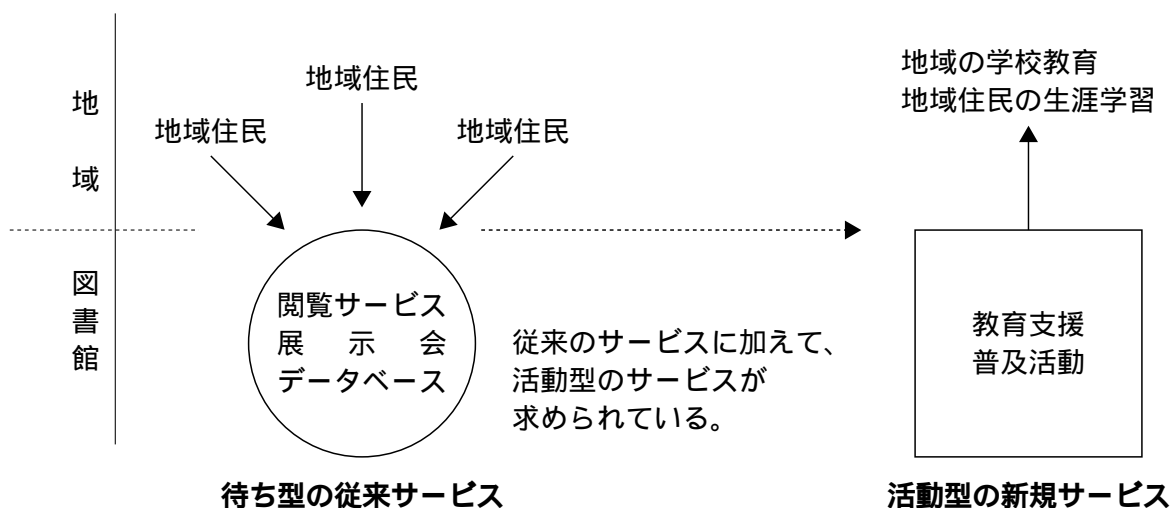 地域
図書館
地域住民
地域住民
地域住民
閲覧サービス
展示会
データベース
従来のサービスに加えて、
活動型のサービスが
求められている。
待ち型の従来サービス
地域の学校教育
地域住民の生涯学習
教育支援
普及活動
活動型の新規サービス